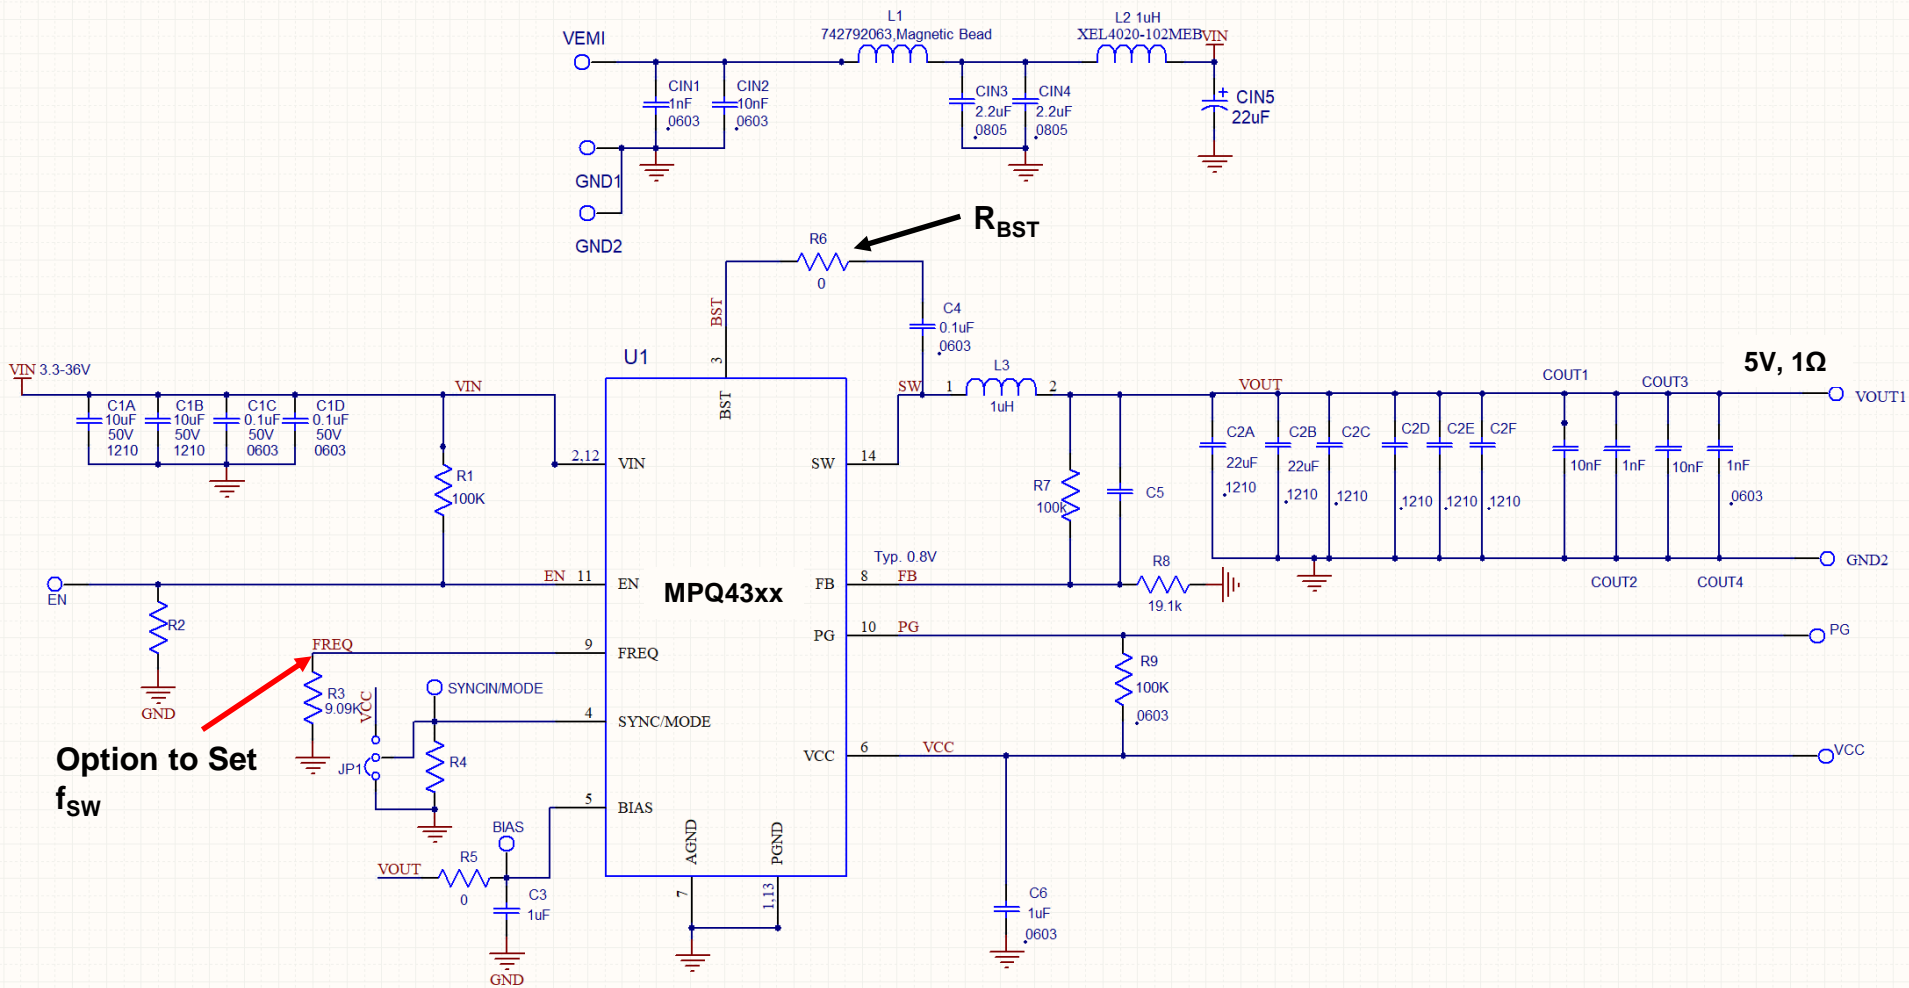 L1
742792063,Magnetic Bead
L2 1uH
XEL4020-102MEB
VIN
VEMI
CIN1
1nF
.0603
CIN2
10nF
.0603
CIN3
2.2uF
.0805
CIN4
2.2uF
.0805
CIN5
22uF
GND1
GND2
R6
0
RBST
BST
3
C4
0.1uF
.0603
U1
VIN 3.3-36V
VIN
C1A
10uF
50V
1210
C1B
10uF
50V
1210
C1C
0.1uF
50V
0603
C1D
0.1uF
50V
0603
R1
100K
2,12
VIN
BST
SW
14
SW
1
L3
1uH
2
VOUT
5V, 1Ω
VOUT1
COUT1
COUT3
C2A
22uF
.1210
C2B
22uF
.1210
C2C
.1210
C2D
.1210
C2E
.1210
C2F
.1210
10nF
1nF
10nF
1nF
.0603
COUT2
COUT4
GND2
R7
100k
C5
Typ. 0.8V
FB
8
FB
R8
19.1k
EN
EN
11
EN
MPQ43xx
R2
GND
FREQ
9
FREQ
R3
9.09K
Option to Set
fSW
VCC
SYNCIN/MODE
4
SYNC/MODE
JP1
R4
5
BIAS
BIAS
VOUT
R5
0
C3
1uF
GND
AGND
PGND
7
1,13
PG
10
PG
PG
R9
100K
.0603
VCC
6
VCC
VCC
C6
1uF
.0603